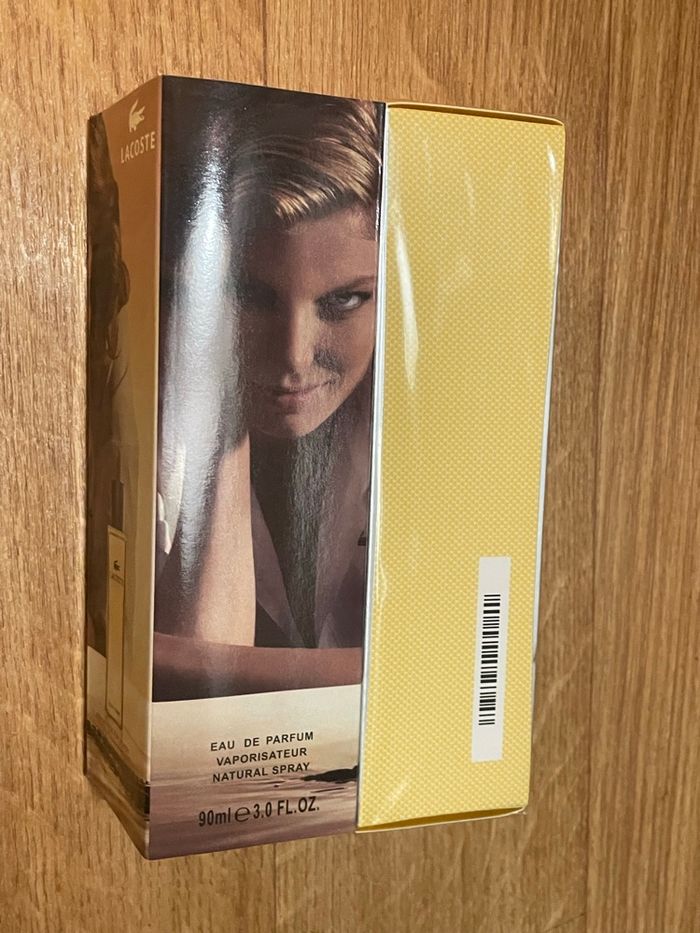 LACOSTE
EAU DE PARFUM
VAPORISATEUR
NATURAL SPRAY
90ml ℮ 3.0 FL.OZ.